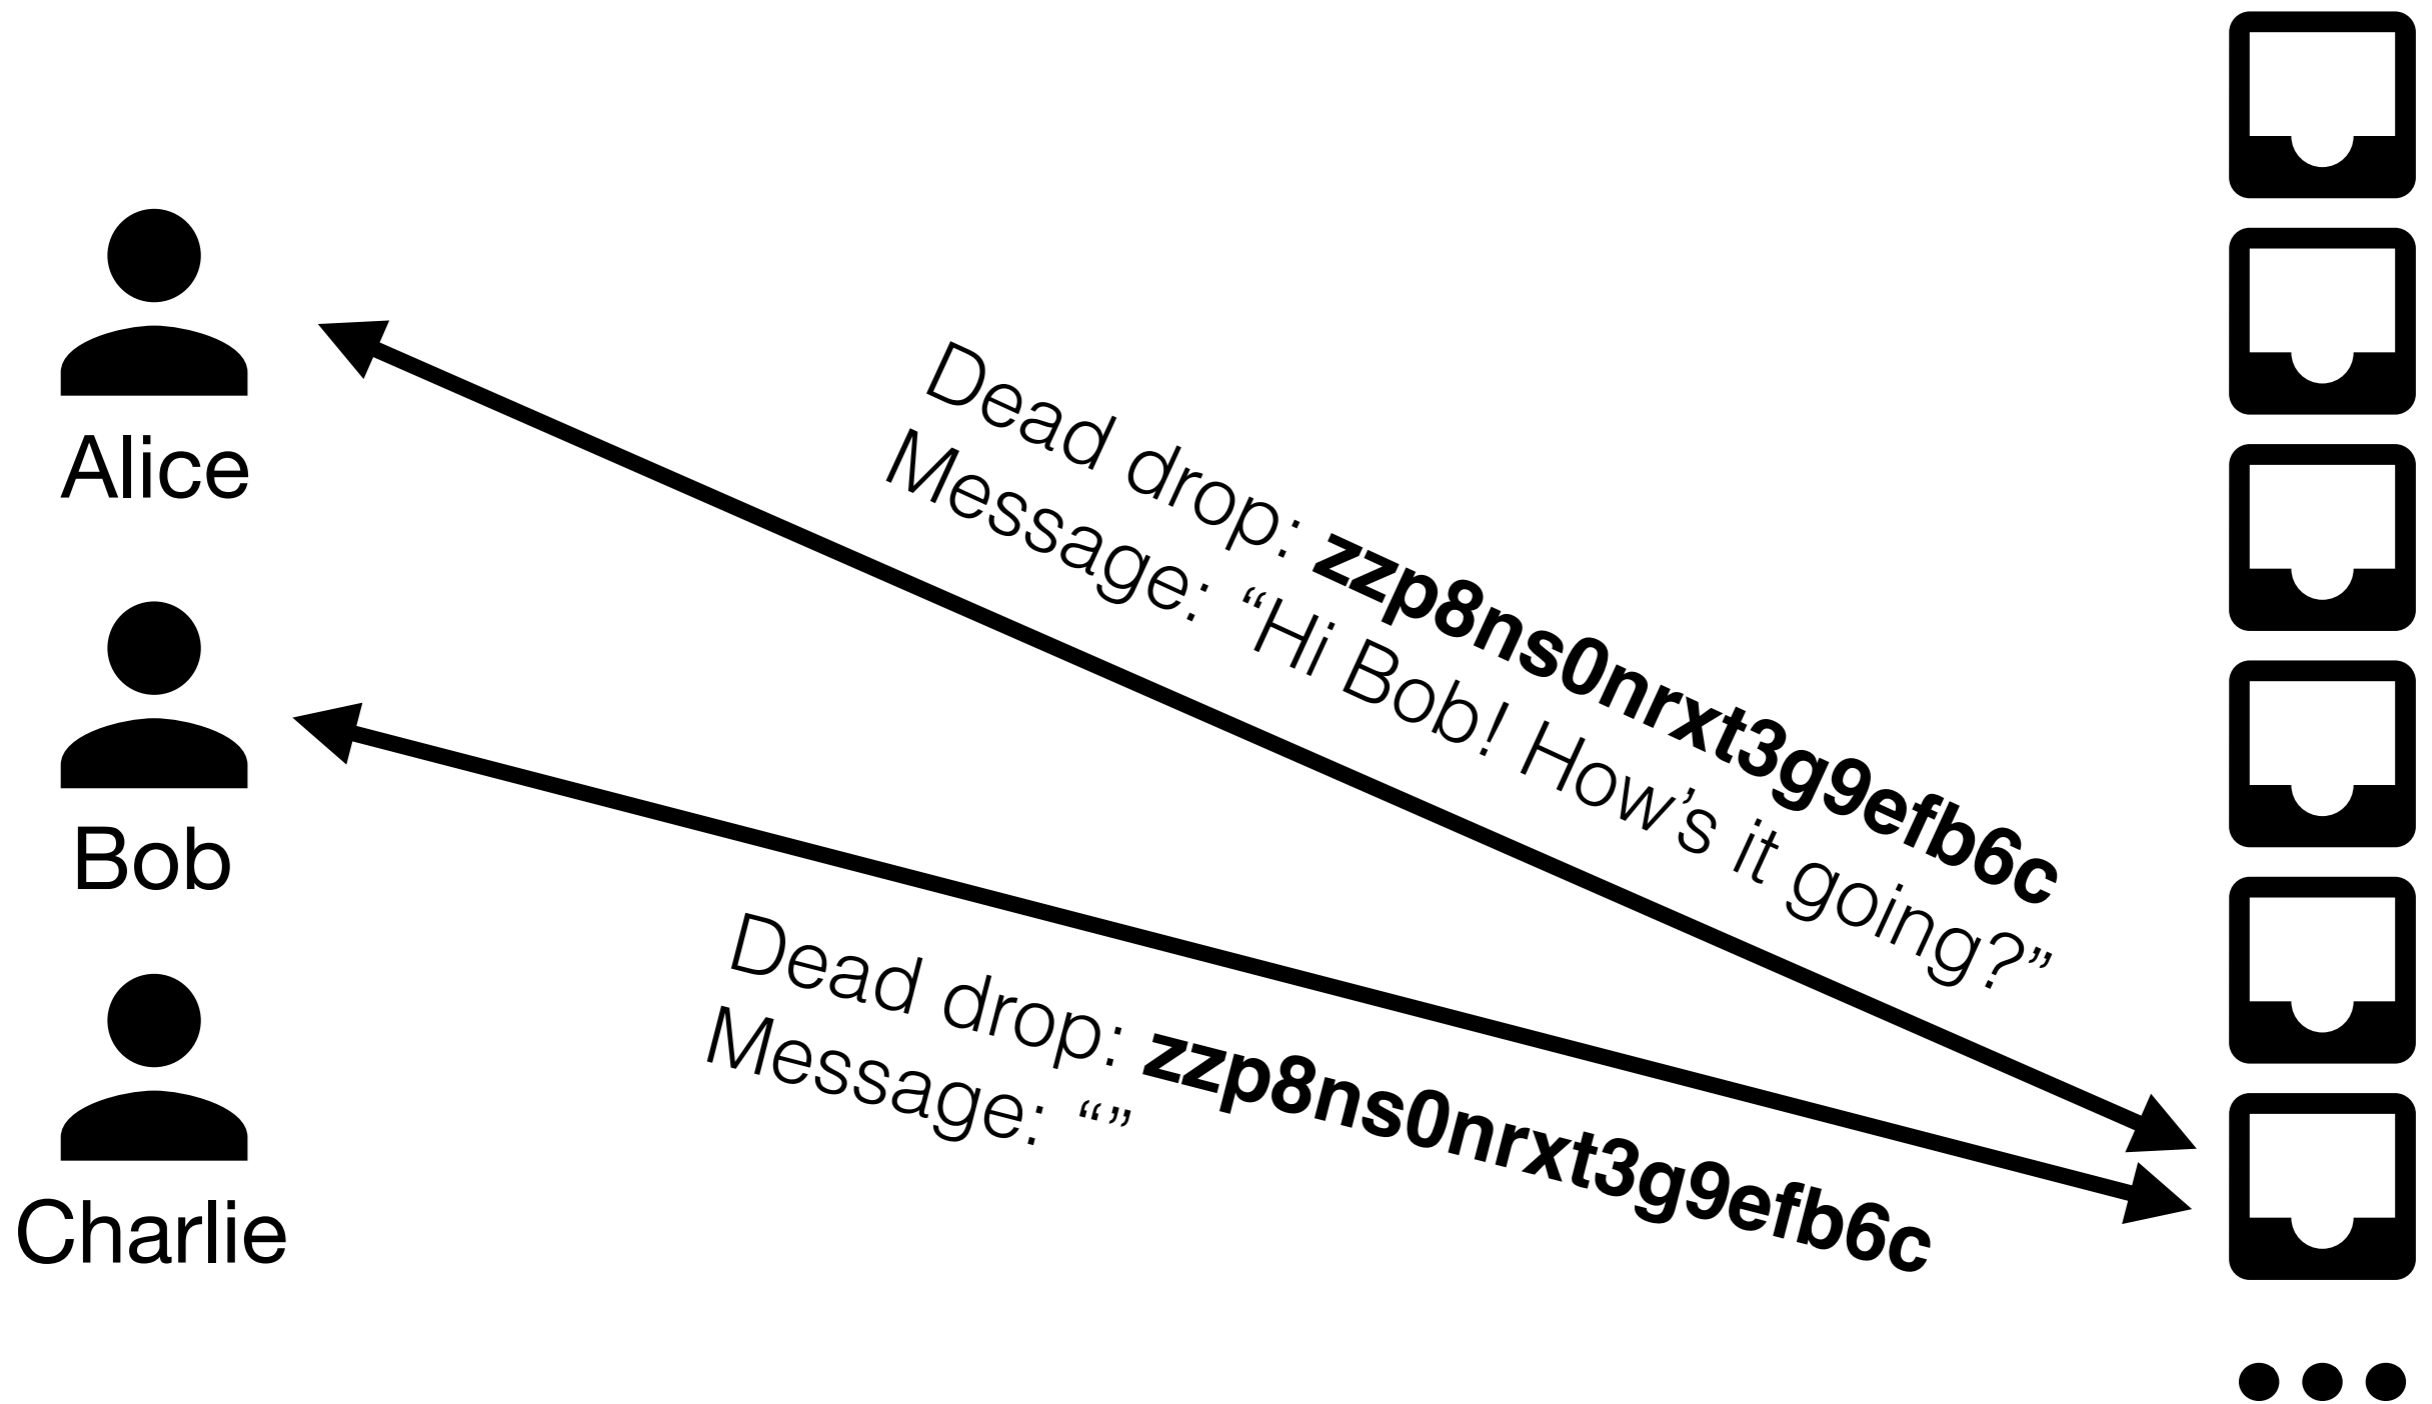 Alice
Dead drop: zzp8ns0nrxt3g9efb6c
Message: “Hi Bob! How’s it going?”
Bob
Dead drop: zzp8ns0nrxt3g9efb6c
Message: “”
Charlie